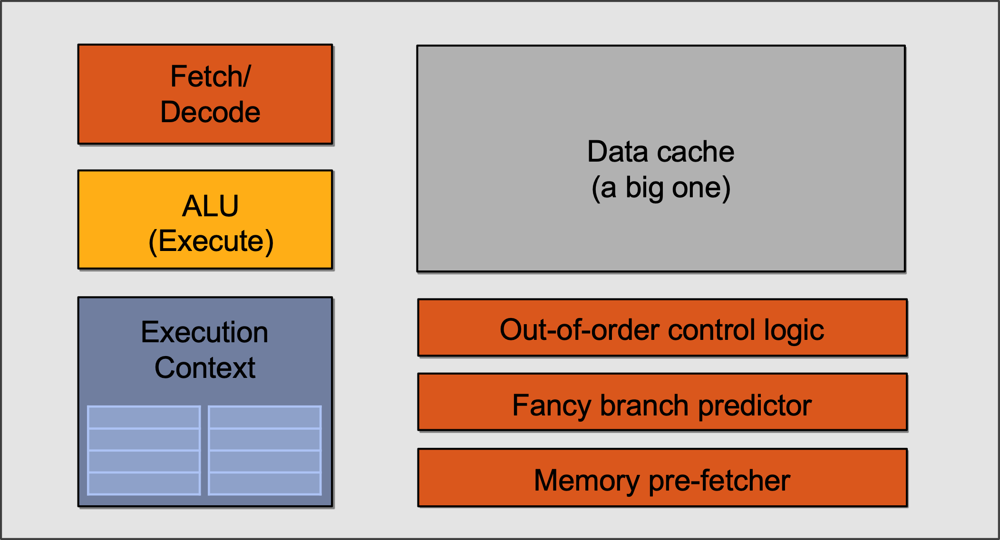 Fetch/
Decode
ALU
(Execute)
Execution
Context
Data cache
(a big one)
Out-of-order control logic
Fancy branch predictor
Memory pre-fetcher